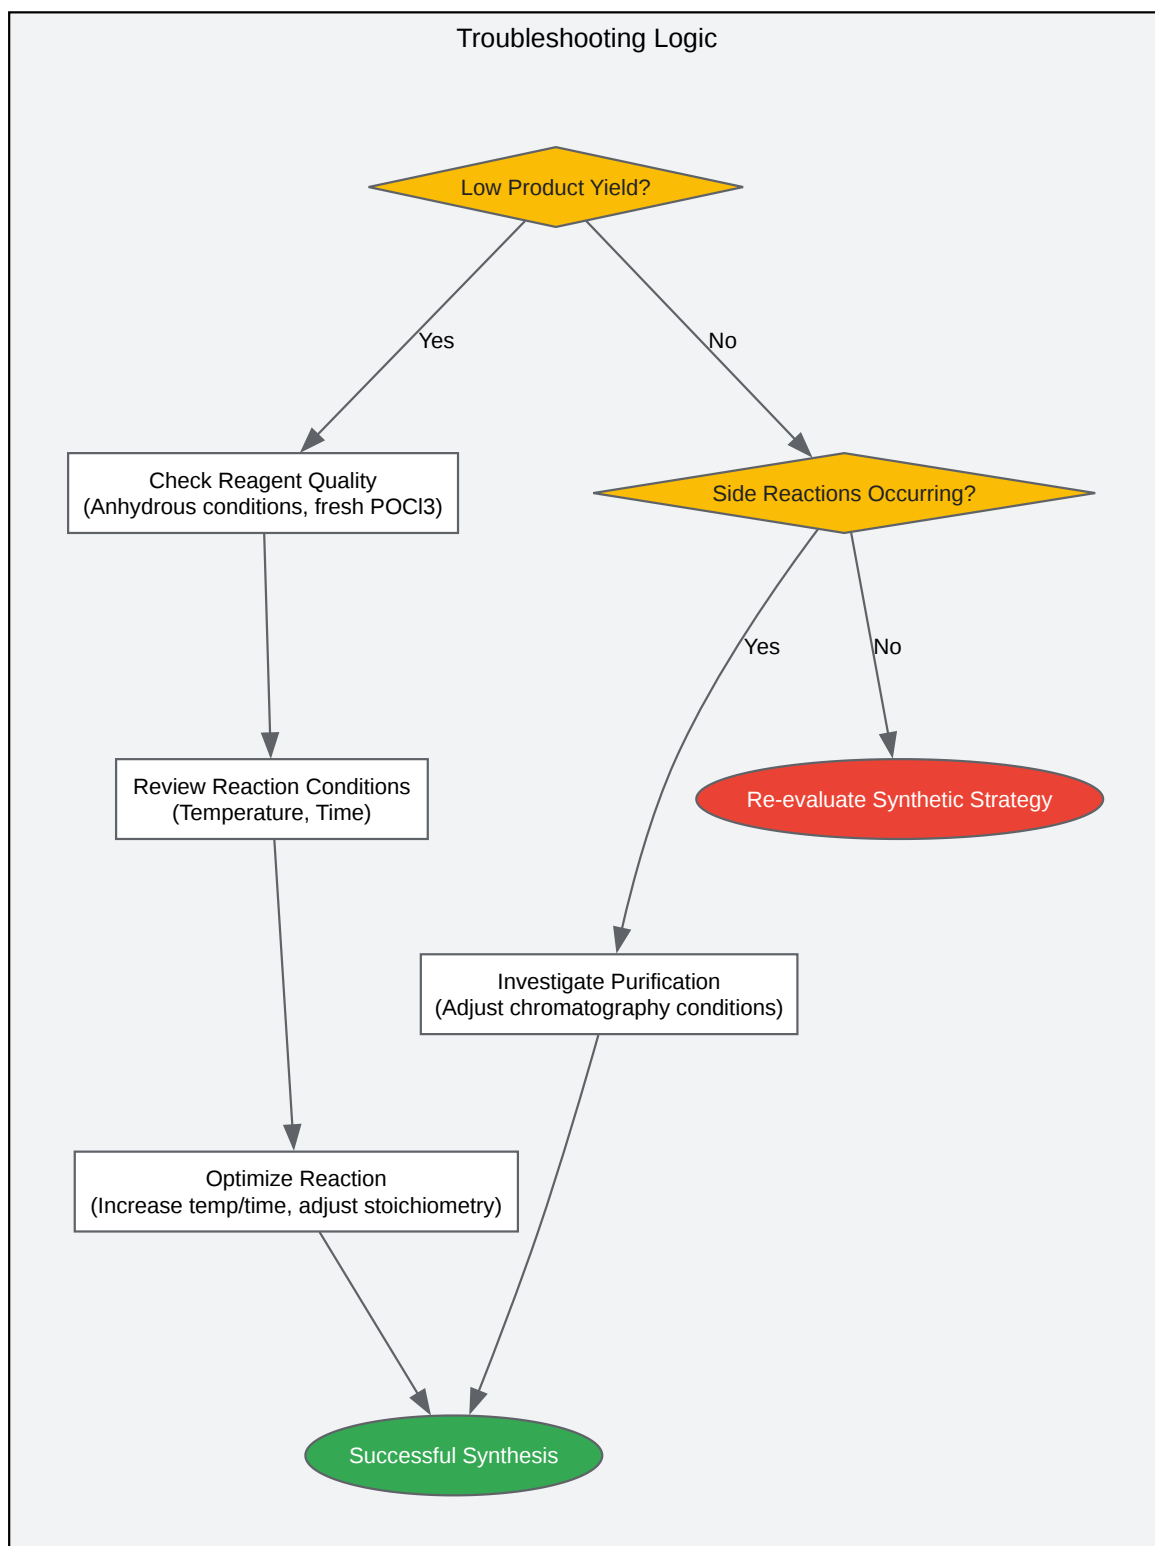 Troubleshooting Logic
Low Product Yield?
Yes
No
Check Reagent Quality
(Anhydrous conditions, fresh POCl3)
Side Reactions Occurring?
Yes
No
Review Reaction Conditions
(Temperature, Time)
Re-evaluate Synthetic Strategy
Investigate Purification
(Adjust chromatography conditions)
Optimize Reaction
(Increase temp/time, adjust stoichiometry)
Successful Synthesis